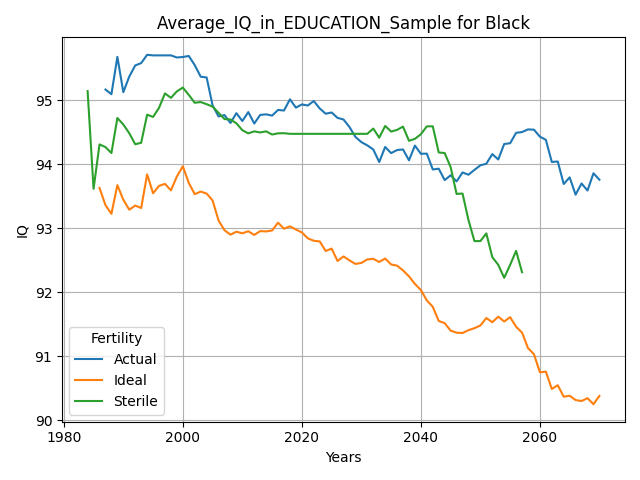 Average_IQ_in_EDUCATION_Sample for Black
IQ
95
94
93
92
91
90
Fertility
Actual
Ideal
Sterile
1980
2000
2020
2040
2060
Years